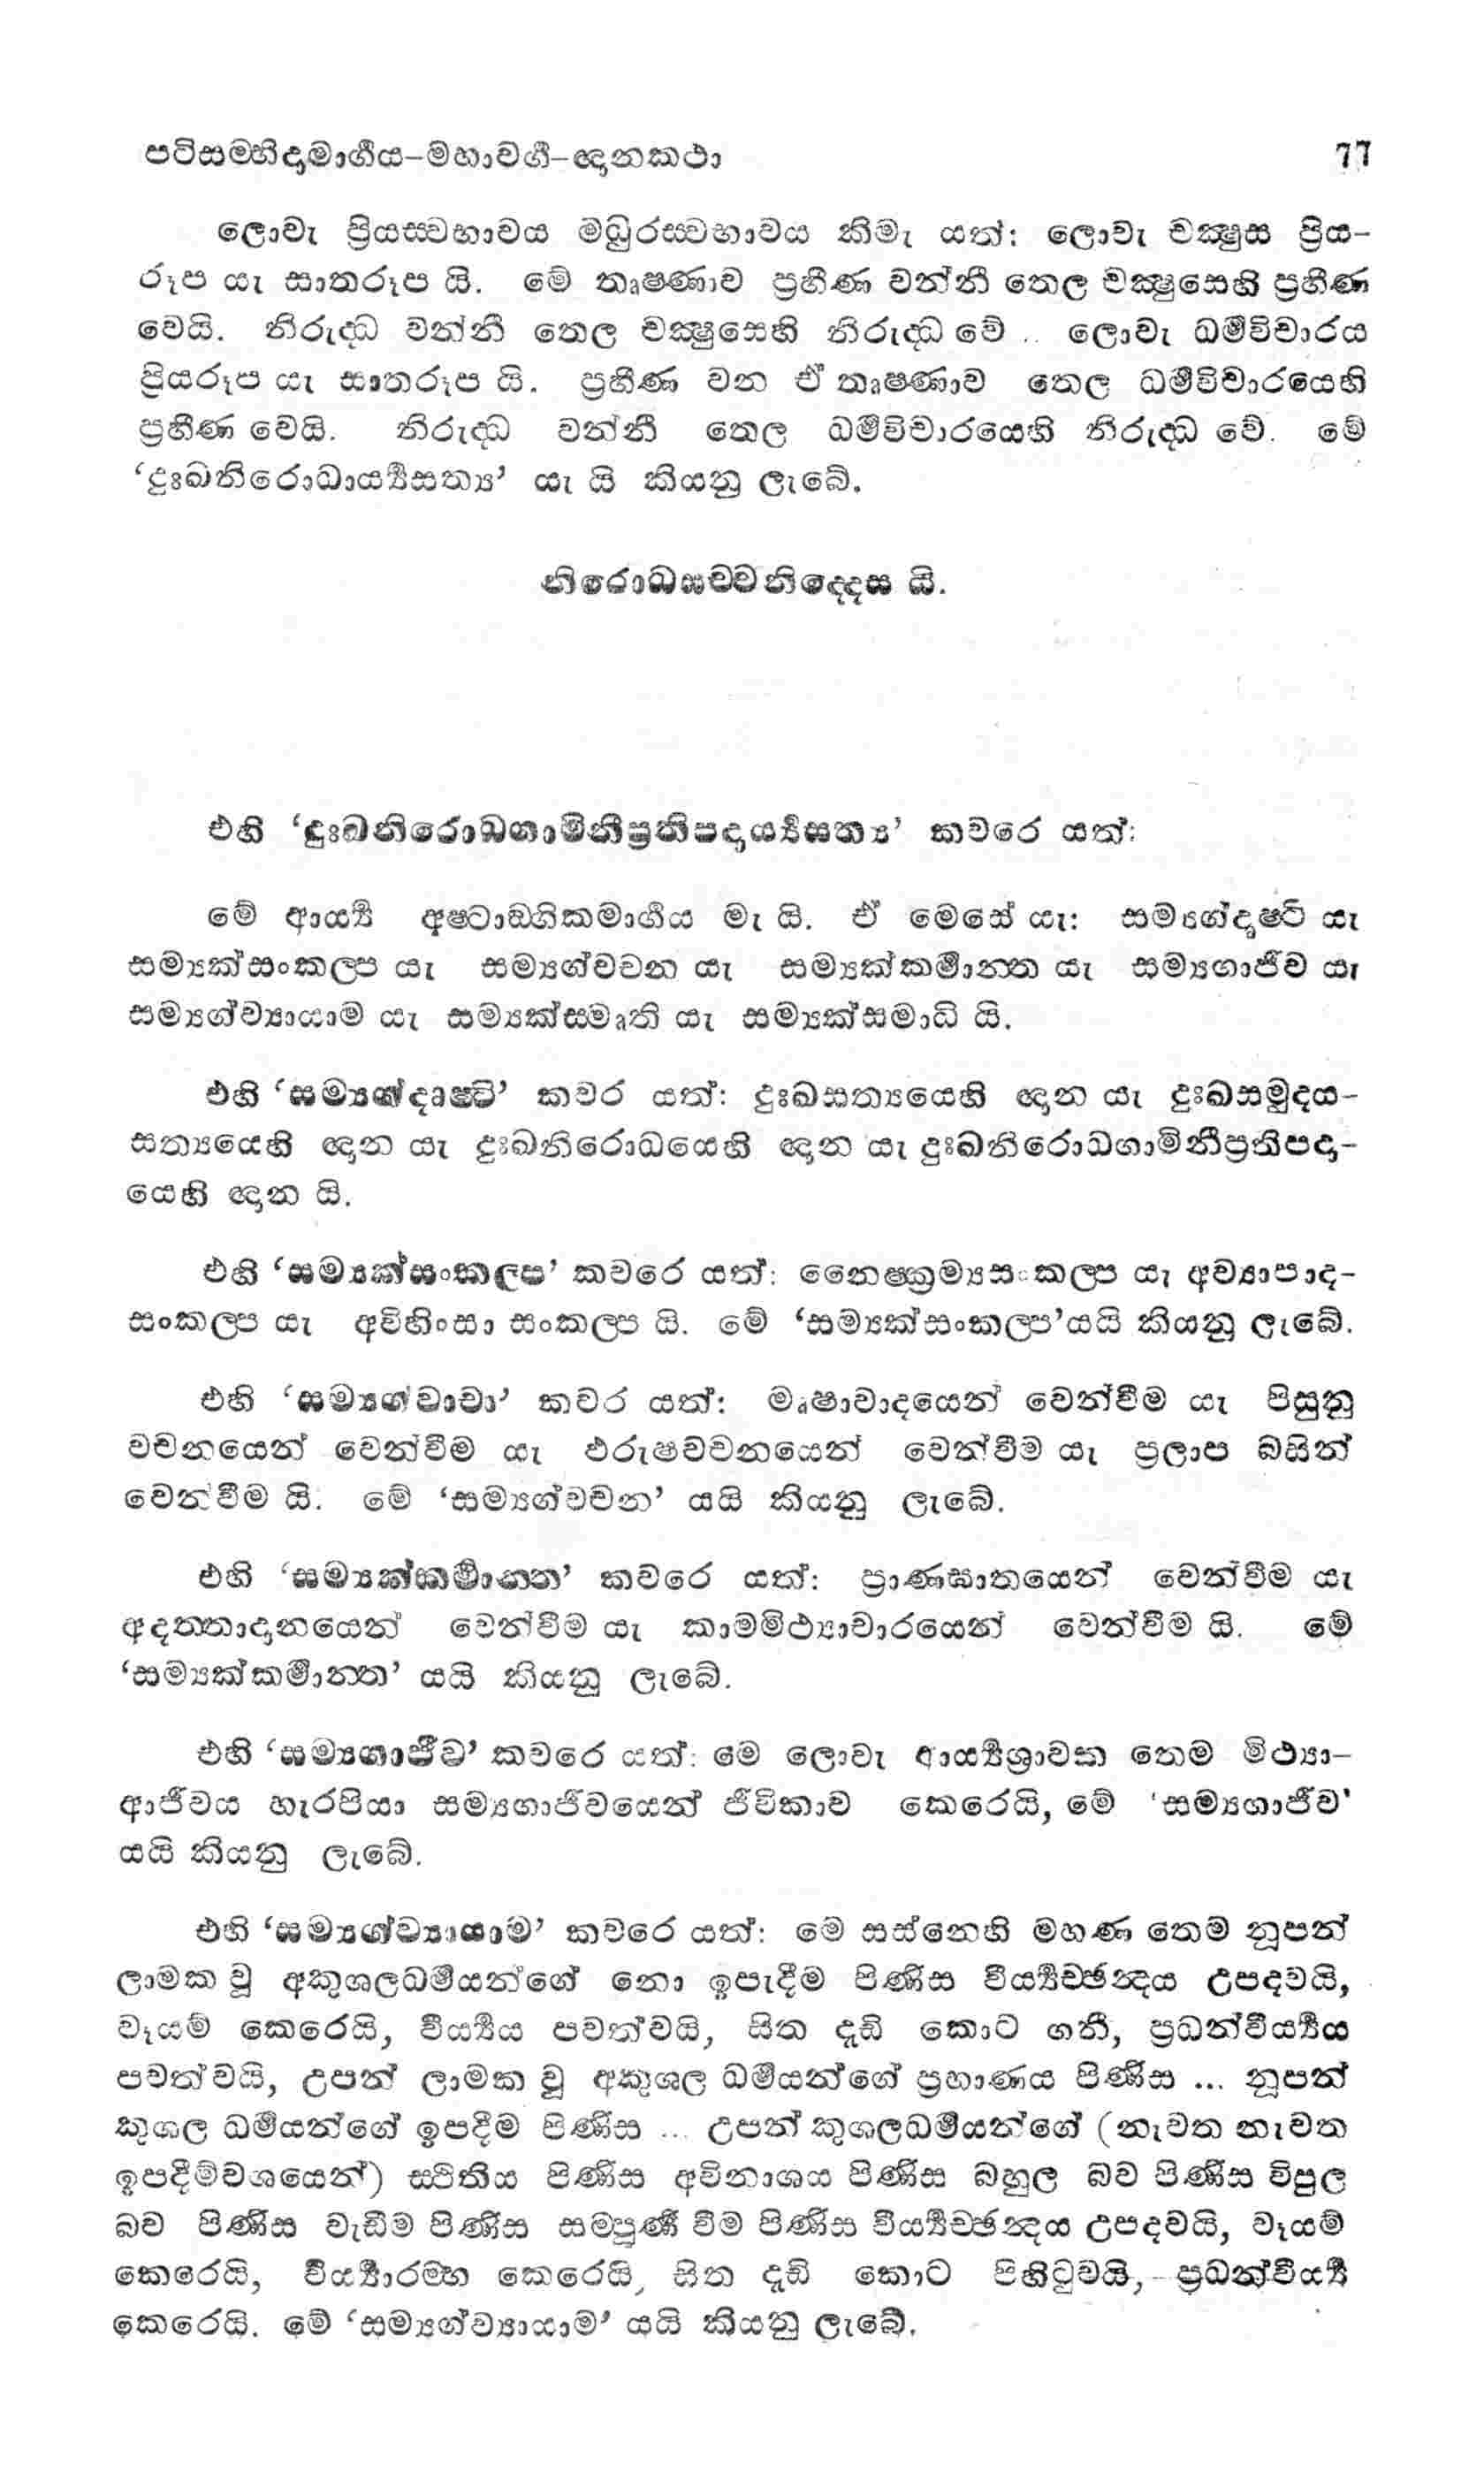 පටිසම්භිදාමාර්ගය-මහාවර්ග-ඥානකථා 77
ලොවැ ප්‍රියස්වභාවය මධුරස්වභාවය කිමැ යත්: ලොවැ චක්‍ෂුස ප්‍රිය-
රූප යැ සාතරූප යි. මේ තෘෂ්ණාව ප්‍රහීණ වන්නී තෙල චක්‍ෂුසෙහි ප්‍රහීණ
වෙයි. නිරුද්ධ වන්නී තෙල චක්‍ෂුසෙහි නිරුද්ධ වේ .. ලොවැ ධර්‍මවිචාරය
ප්‍රියරූප යැ සාතරූප යි. ප්‍රහීණ වන ඒ තෘෂ්ණාව තෙල ධර්‍මවිචාරයෙහි
ප්‍රහීණ වෙයි. නිරුද්ධ වන්නී තෙල ධර්‍මවිචාරයෙහි නිරුද්ධ වේ. මේ
‘දුඃඛනිරොධාර්‍ය්‍යසත්‍ය’ යැ යි කියනු ලැබේ.
නිරොධසච්චනිද්දෙස යි.
එහි ‘දුඃඛනිරොධගාමිනීප්‍රතිපදාර්‍ය්‍යසත්‍ය’ කවරෙ යත්:
මේ ආර්‍ය්‍ය අෂ්ටාඞ්ගිකමාර්ගය මැ යි. ඒ මෙසේ යැ: සම්‍යග්දෘෂ්ටි යැ
සම්‍යක්සංකල්ප යැ සම්‍යග්වචන යැ සම්‍යක්කර්‍මාන්ත යැ සම්‍යගාජීව යැ
සම්‍යග්ව්‍යායාම යැ සම්‍යක්ස්මෘති යැ සම්‍යක්සමාධි යි.
එහි ‘සම්‍යග්දෘෂ්ටි’ කවර යත්: දුඃඛසත්‍යයෙහි ඥාන යැ දුඃඛසමුදය-
සත්‍යයෙහි ඥාන යැ දුඃඛනිරොධයෙහි ඥාන යැ දුඃඛනිරොධගාමිනීප්‍රතිපදා-
යෙහි ඥාන යි.
එහි ‘සම්‍යක්සංකල්ප’ කවරෙ යත්: නෛෂ්ක්‍රම්‍යසංකල්ප යැ අව්‍යාපාද-
සංකල්ප යැ අවිහිංසා සංකල්ප යි. මේ ‘සම්‍යක්සංකල්ප’යයි කියනු ලැබේ.
එහි ‘සම්‍යග්වාචා’ කවර යත්: මෘෂාවාදයෙන් වෙන්වීම යැ පිසුනු
වචනයෙන් වෙන්වීම යැ ඵරුෂවචනයෙන් වෙන්වීම යැ ප්‍රලාප බසින්
වෙන්වීම යි. මේ ‘සම්‍යග්වචන’ යයි කියනු ලැබේ.
එහි ‘සම්‍යක්කර්‍මාන්ත’ කවරෙ යත්: ප්‍රාණඝාතයෙන් වෙන්වීම යැ
අදත්තාදානයෙන් වෙන්වීම යැ කාමමිථ්‍යාචාරයෙන් වෙන්වීම යි. මේ
‘සම්‍යක්කර්‍මාන්ත’ යයි කියනු ලැබේ.
එහි ‘සම්‍යගාජීව’ කවරෙ යත්: මෙ ලොවැ ආර්‍ය්‍යශ්‍රාවක තෙම මිථ්‍යා-
ආජීවය හැරපියා සම්‍යගාජීවයෙන් ජීවිකාව කෙරෙයි, මේ ‘සම්‍යගාජීව’
යයි කියනු ලැබේ.
එහි ‘සම්‍යග්ව්‍යායාම’ කවරෙ යත්: මෙ සස්නෙහි මහණ තෙම නූපන්
ලාමක වූ අකුශලධර්‍මයන්ගේ නො ඉපැදීම පිණිස වීර්‍ය්‍යච්ඡන්දය උපදවයි,
වෑයම් කෙරෙයි, වීර්‍ය්‍යය පවත්වයි, සිත දැඩි කොට ගනී, ප්‍රධන්වීර්‍ය්‍යය
පවත්වයි, උපන් ලාමක වූ අකුශල ධර්‍මයන්ගේ ප්‍රහාණය පිණිස ... නූපන්
කුශල ධර්‍මයන්ගේ ඉපදීම පිණිස ... උපන් කුශලධර්‍මයන්ගේ (නැවත නැවත
ඉපදීම්වශයෙන්) ස්ථිතිය පිණිස අවිනාශය පිණිස බහුල බව පිණිස විපුල
බව පිණිස වැඩීම පිණිස සම්පූර්‍ණ වීම පිණිස වීර්‍ය්‍යච්ඡන්දය උපදවයි, වෑයම්
කෙරෙයි, වීර්‍ය්‍යාරම්භ කෙරෙයි, සිත දැඩි කොට පිහිටුවයි, ප්‍රධන්වීර්‍ය්‍ය
කෙරෙයි. මේ ‘සම්‍යග්ව්‍යායාම’ යයි කියනු ලැබේ.